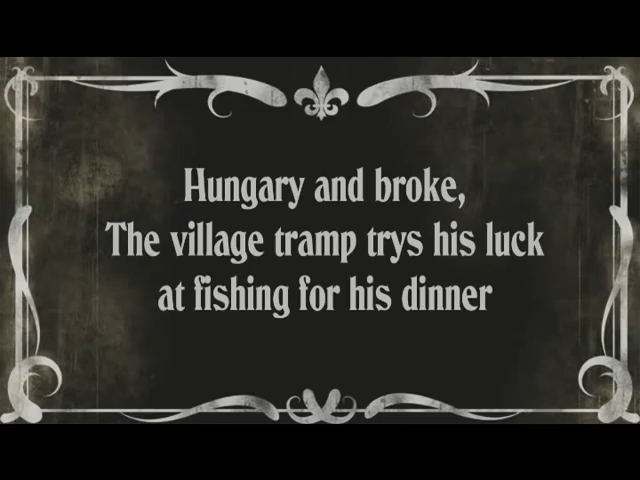 Hungary and broke,
The village tramp trys his luck
at fishing for his dinner